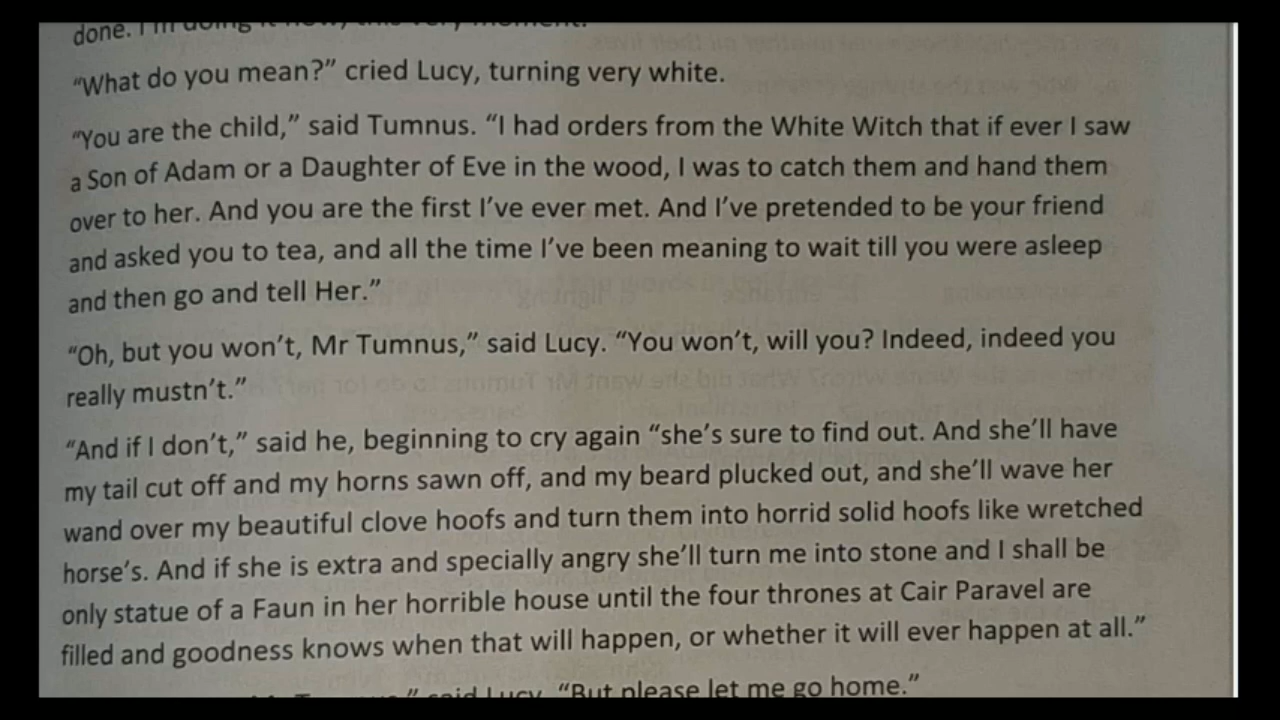 done. I'm doing it now, this very moment.
“What do you mean?” cried Lucy, turning very white.
“You are the child,” said Tumnus. “I had orders from the White Witch that if ever I saw
a Son of Adam or a Daughter of Eve in the wood, I was to catch them and hand them
over to her. And you are the first I’ve ever met. And I’ve pretended to be your friend
and asked you to tea, and all the time I’ve been meaning to wait till you were asleep
and then go and tell Her.”
“Oh, but you won’t, Mr Tumnus,” said Lucy. “You won’t, will you? Indeed, indeed you
really mustn’t.”
“And if I don’t,” said he, beginning to cry again “she’s sure to find out. And she’ll have
my tail cut off and my horns sawn off, and my beard plucked out, and she’ll wave her
wand over my beautiful clove hoofs and turn them into horrid solid hoofs like wretched
horse’s. And if she is extra and specially angry she’ll turn me into stone and I shall be
only statue of a Faun in her horrible house until the four thrones at Cair Paravel are
filled and goodness knows when that will happen, or whether it will ever happen at all.”
said Lucy. “But please let me go home.”